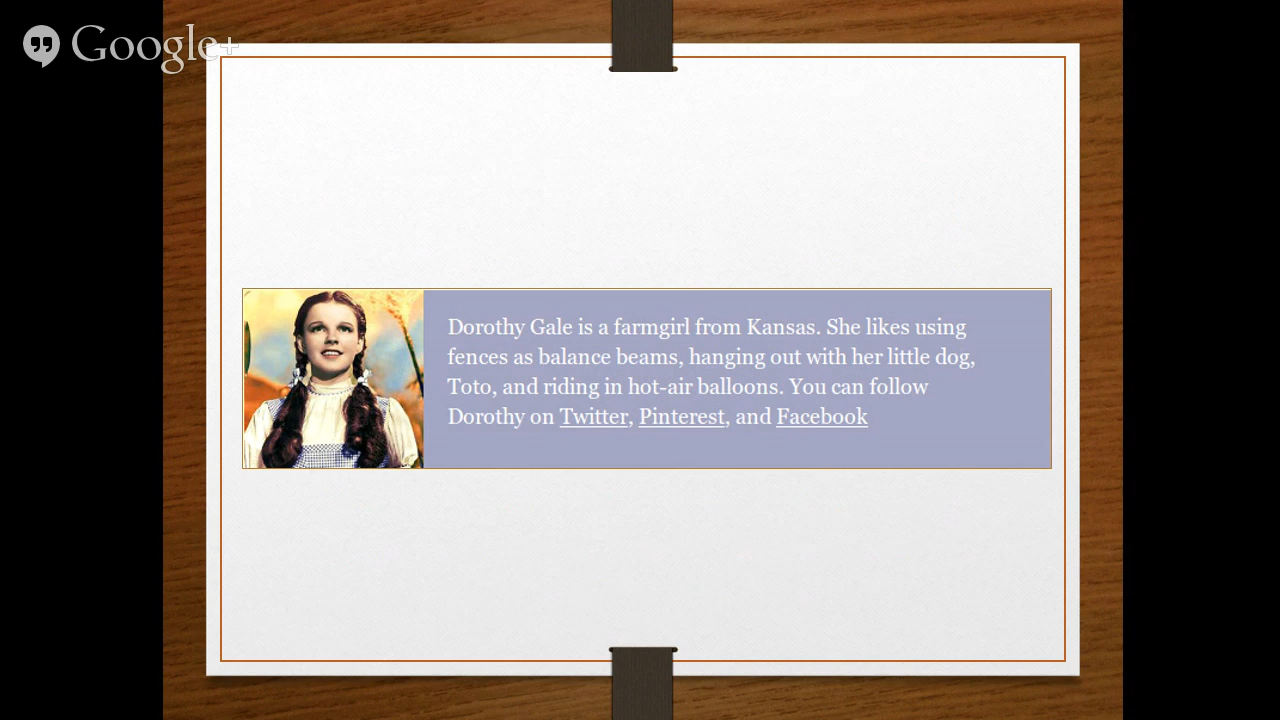 Google+
Dorothy Gale is a farmgirl from Kansas. She likes using
fences as balance beams, hanging out with her little dog,
Toto, and riding in hot-air balloons. You can follow
Dorothy on Twitter, Pinterest, and Facebook